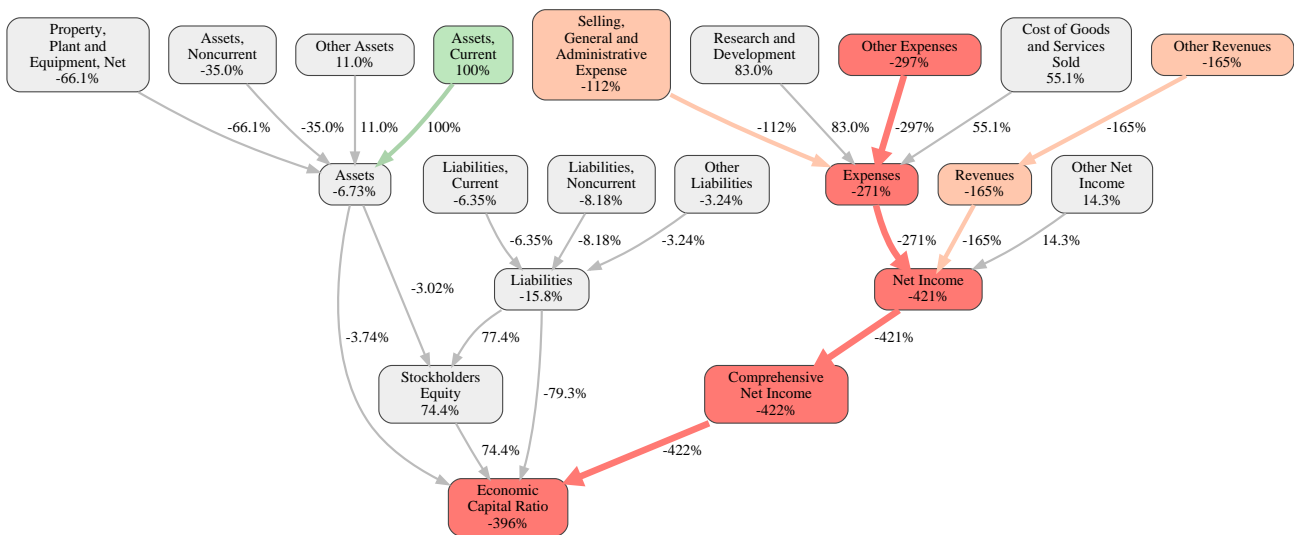 Property,
Plant and
Equipment, Net
-66.1%
Assets,
Noncurrent
-35.0%
Other Assets
11.0%
Assets,
Current
100%
Selling,
General and
Administrative
Expense
-112%
Research and
Development
83.0%
Other Expenses
-297%
Cost of Goods
and Services
Sold
55.1%
Other Revenues
-165%
-66.1%
-35.0%
11.0%
100%
-112%
83.0%
-297%
55.1%
-165%
Assets
-6.73%
Liabilities,
Current
-6.35%
Liabilities,
Noncurrent
-8.18%
Other
Liabilities
-3.24%
Expenses
-271%
Revenues
-165%
Other Net
Income
14.3%
-6.35%
-8.18%
-3.24%
-271%
-165%
14.3%
Liabilities
-15.8%
Net Income
-421%
-3.02%
-3.74%
77.4%
-79.3%
-421%
Stockholders
Equity
74.4%
Comprehensive
Net Income
-422%
74.4%
-422%
Economic
Capital Ratio
-396%